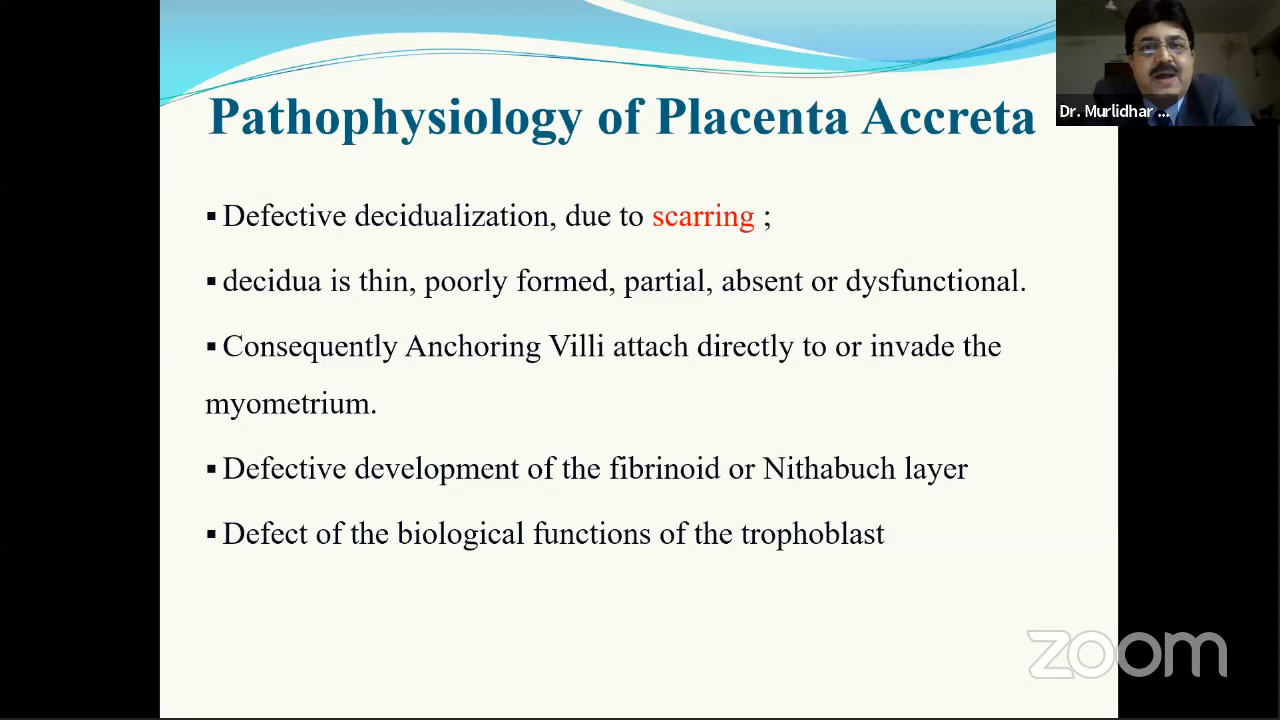 Pathophysiology of Placenta Accreta
Dr. Murlidhar ...
▪ Defective decidualization, due to scarring ;
▪ decidua is thin, poorly formed, partial, absent or dysfunctional.
▪ Consequently Anchoring Villi attach directly to or invade the
myometrium.
▪ Defective development of the fibrinoid or Nithabuch layer
▪ Defect of the biological functions of the trophoblast
zoom